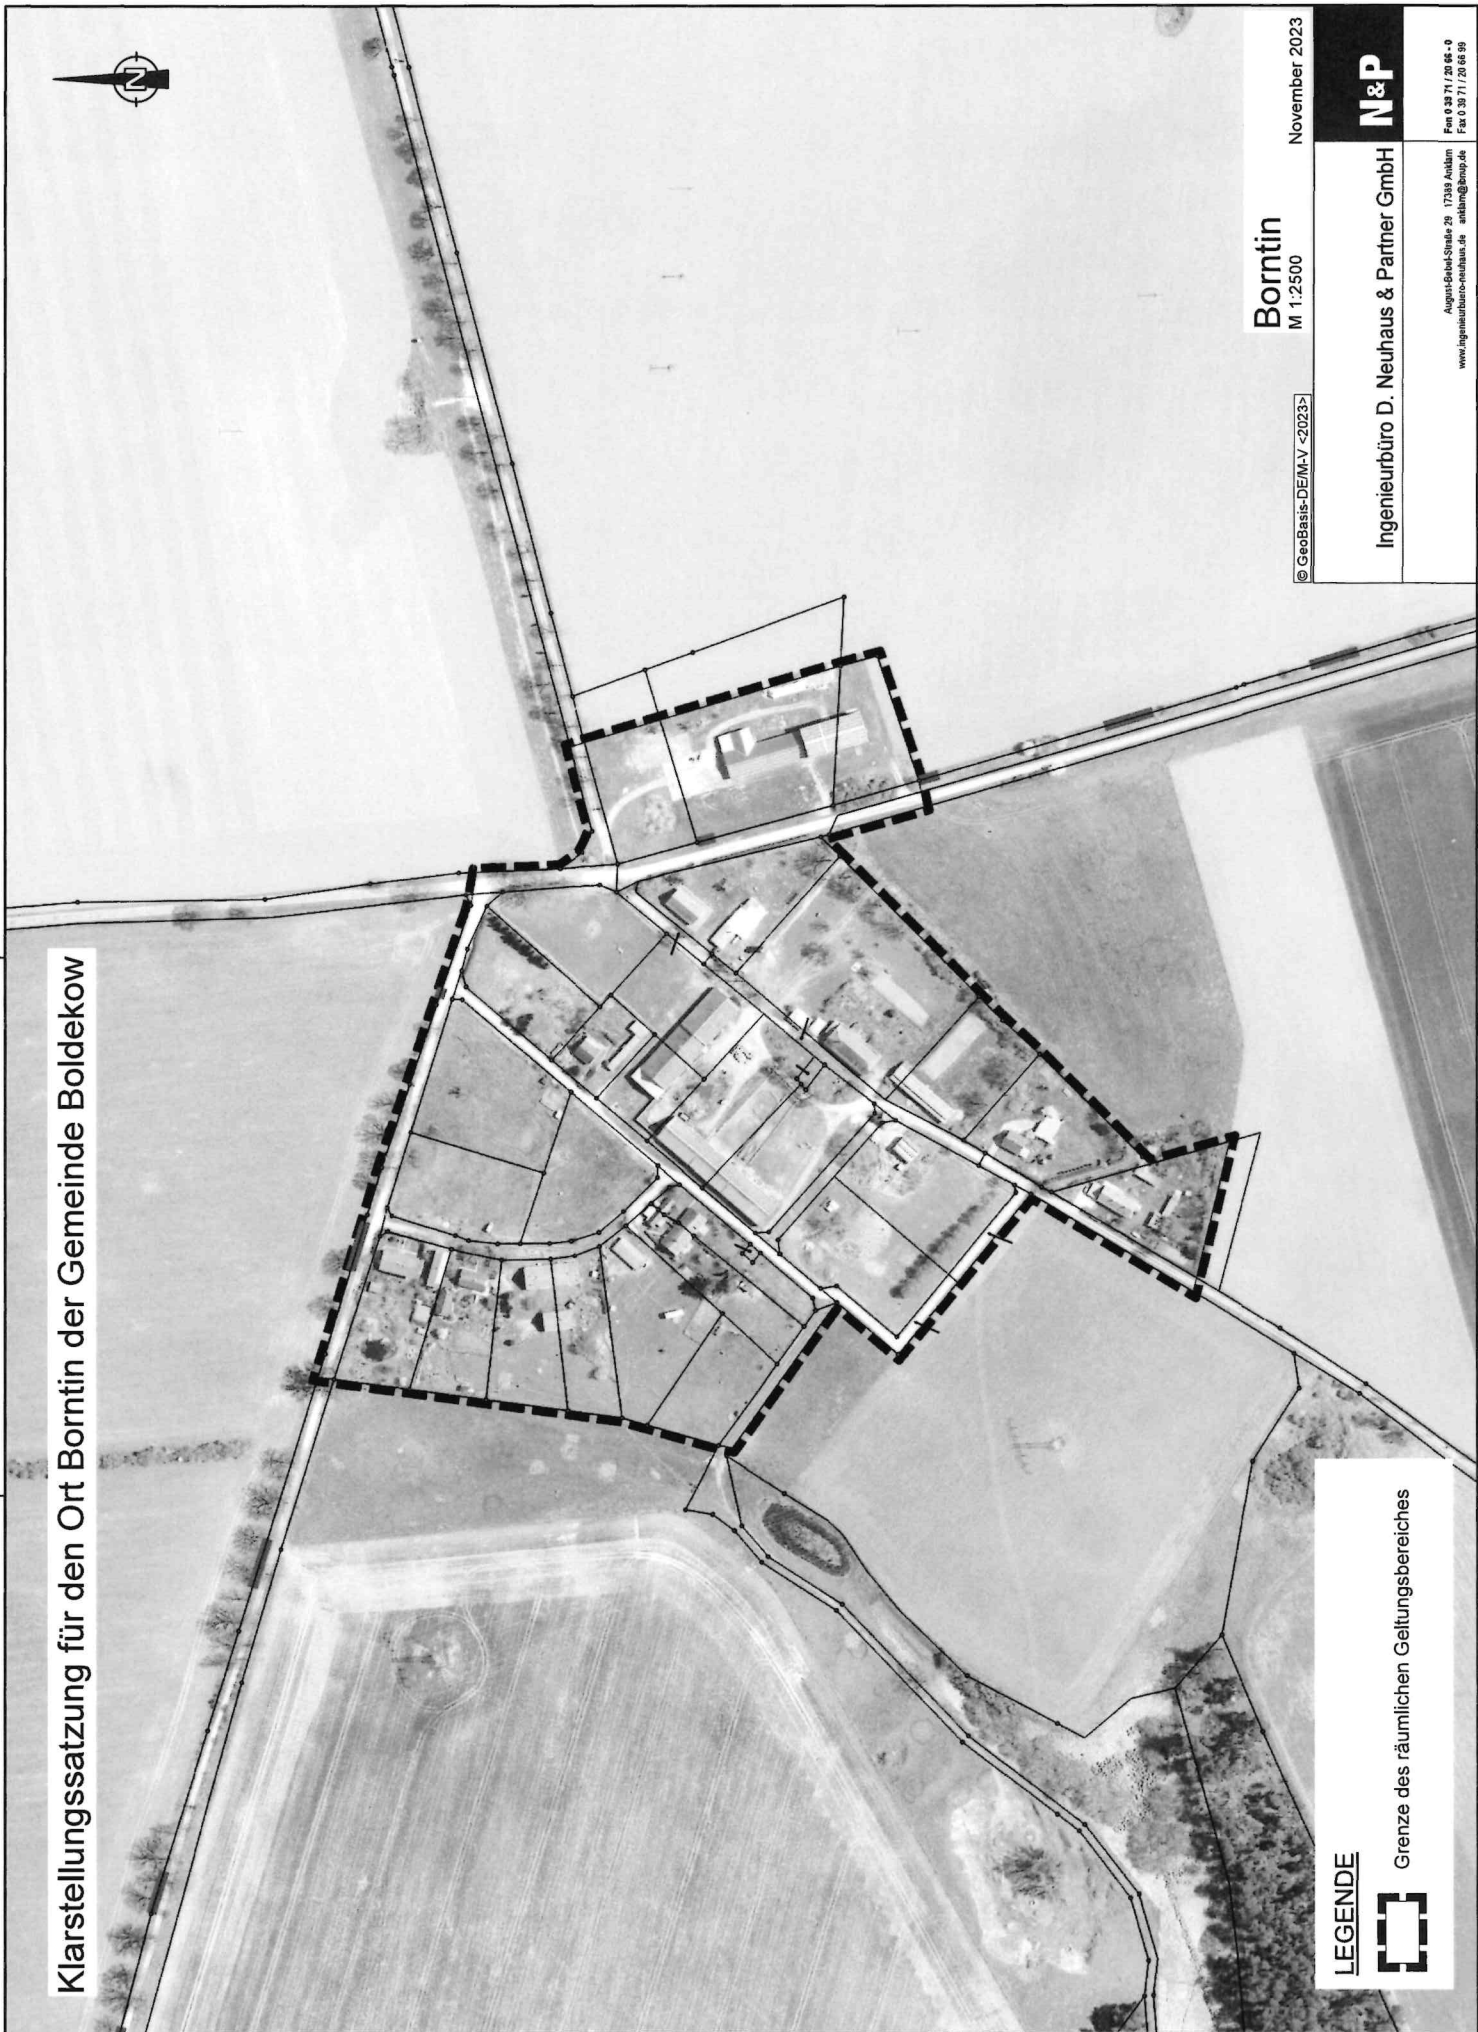 Klarstellungssatzung für den Ort Borntin der Gemeinde Boldekow
N
LEGENDE
Grenze des räumlichen Geltungsbereiches
© GeoBasis-DE/M-V <2023>
Borntin
M 1:2500
November 2023
Ingenieurbüro D. Neuhaus & Partner GmbH
N&P
August-Bebel-Straße 29 17389 Anklam
www.ingenieurbuero-neuhaus.de anklam@ibnup.de
Fon 0 39 71 / 20 66 - 0
Fax 0 39 71 / 20 66 99